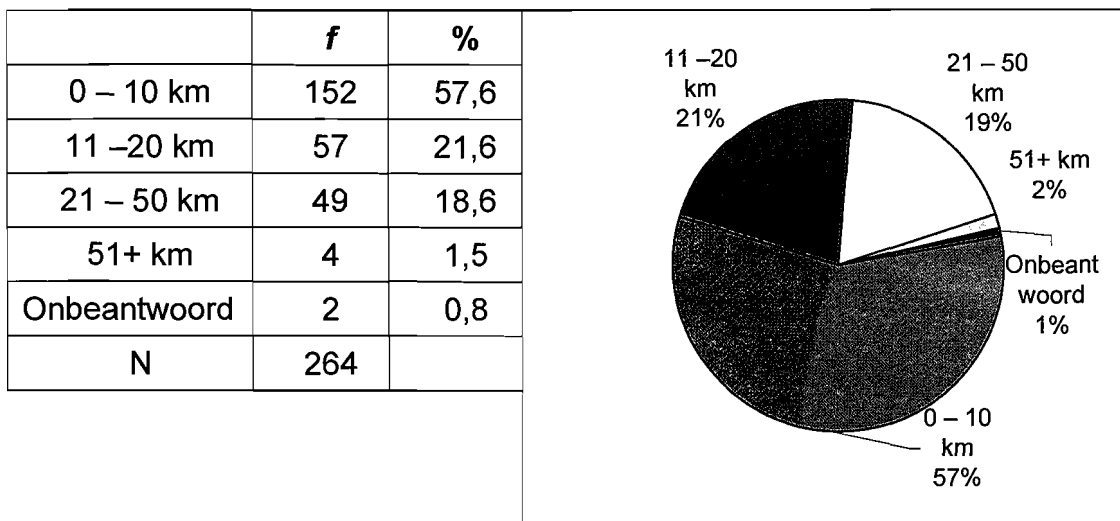 f %
0 – 10 km 152 57,6
11 –20 km 57 21,6
21 – 50 km 49 18,6
51+ km 4 1,5
Onbeantwoord 2 0,8
N 264
11 –20
km
21%
21 – 50
km
19%
51+ km
2%
Onbeant
woord
1%
0 – 10
km
57%